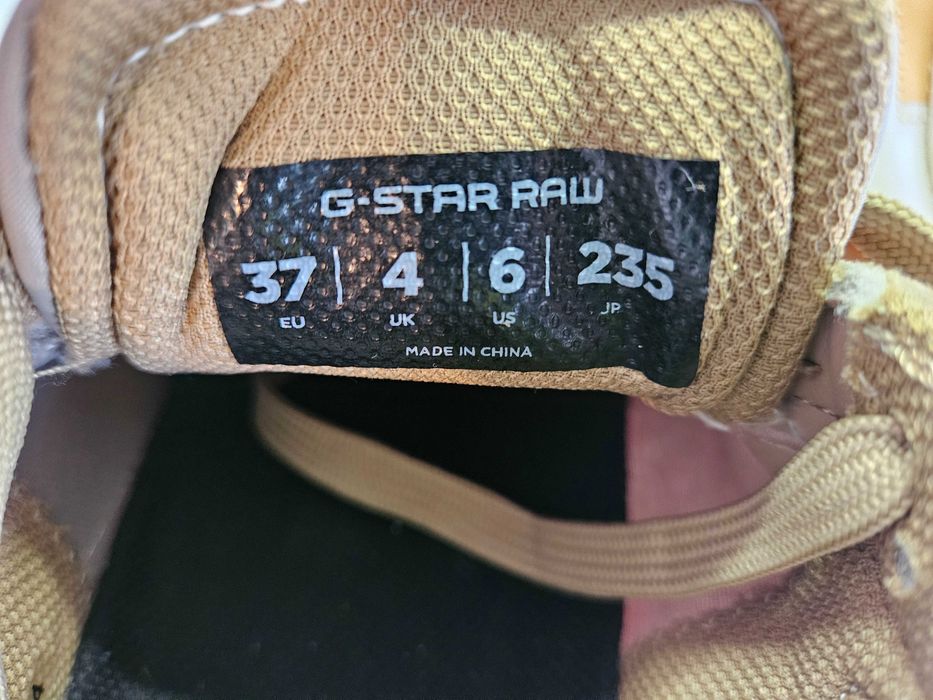 G-STAR RAW
37 | 4 | 6 | 235
EU UK US JP
MADE IN CHINA